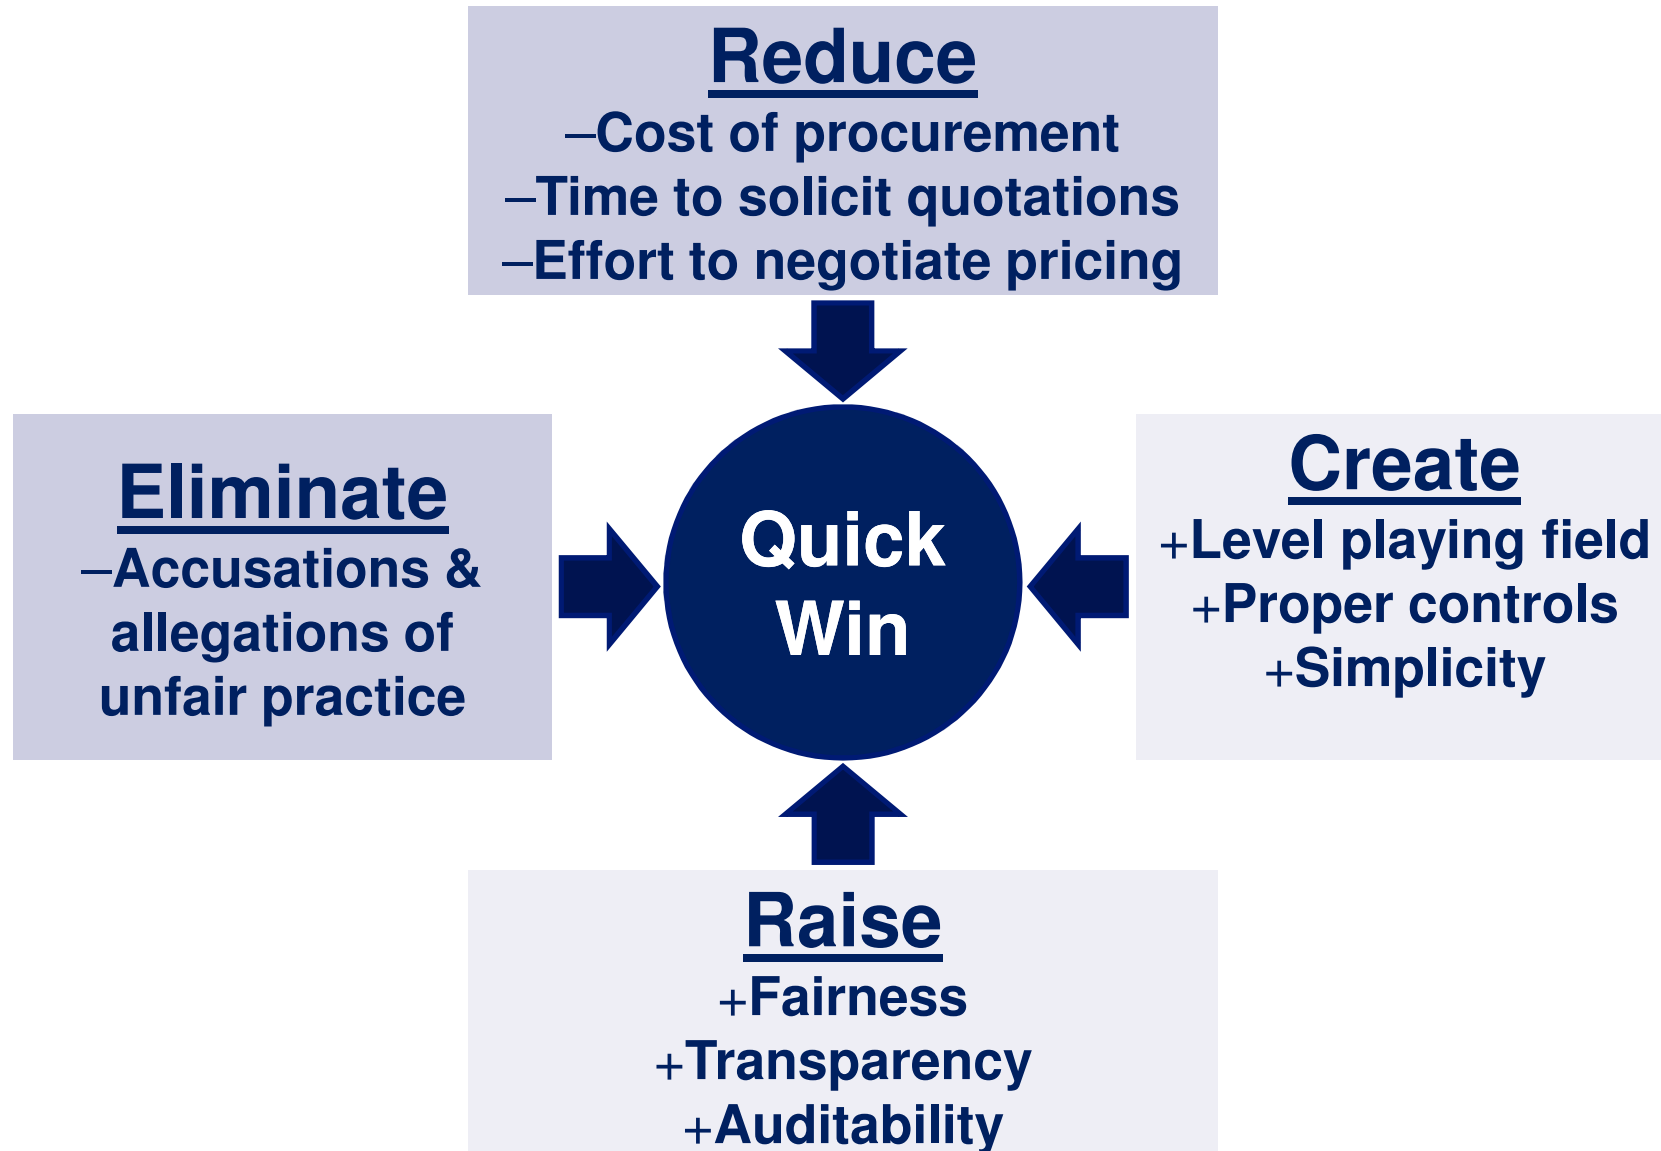 Reduce
–Cost of procurement
–Time to solicit quotations
–Effort to negotiate pricing
Eliminate
–Accusations &
allegations of
unfair practice
Quick
Win
Create
+Level playing field
+Proper controls
+Simplicity
Raise
+Fairness
+Transparency
+Auditability